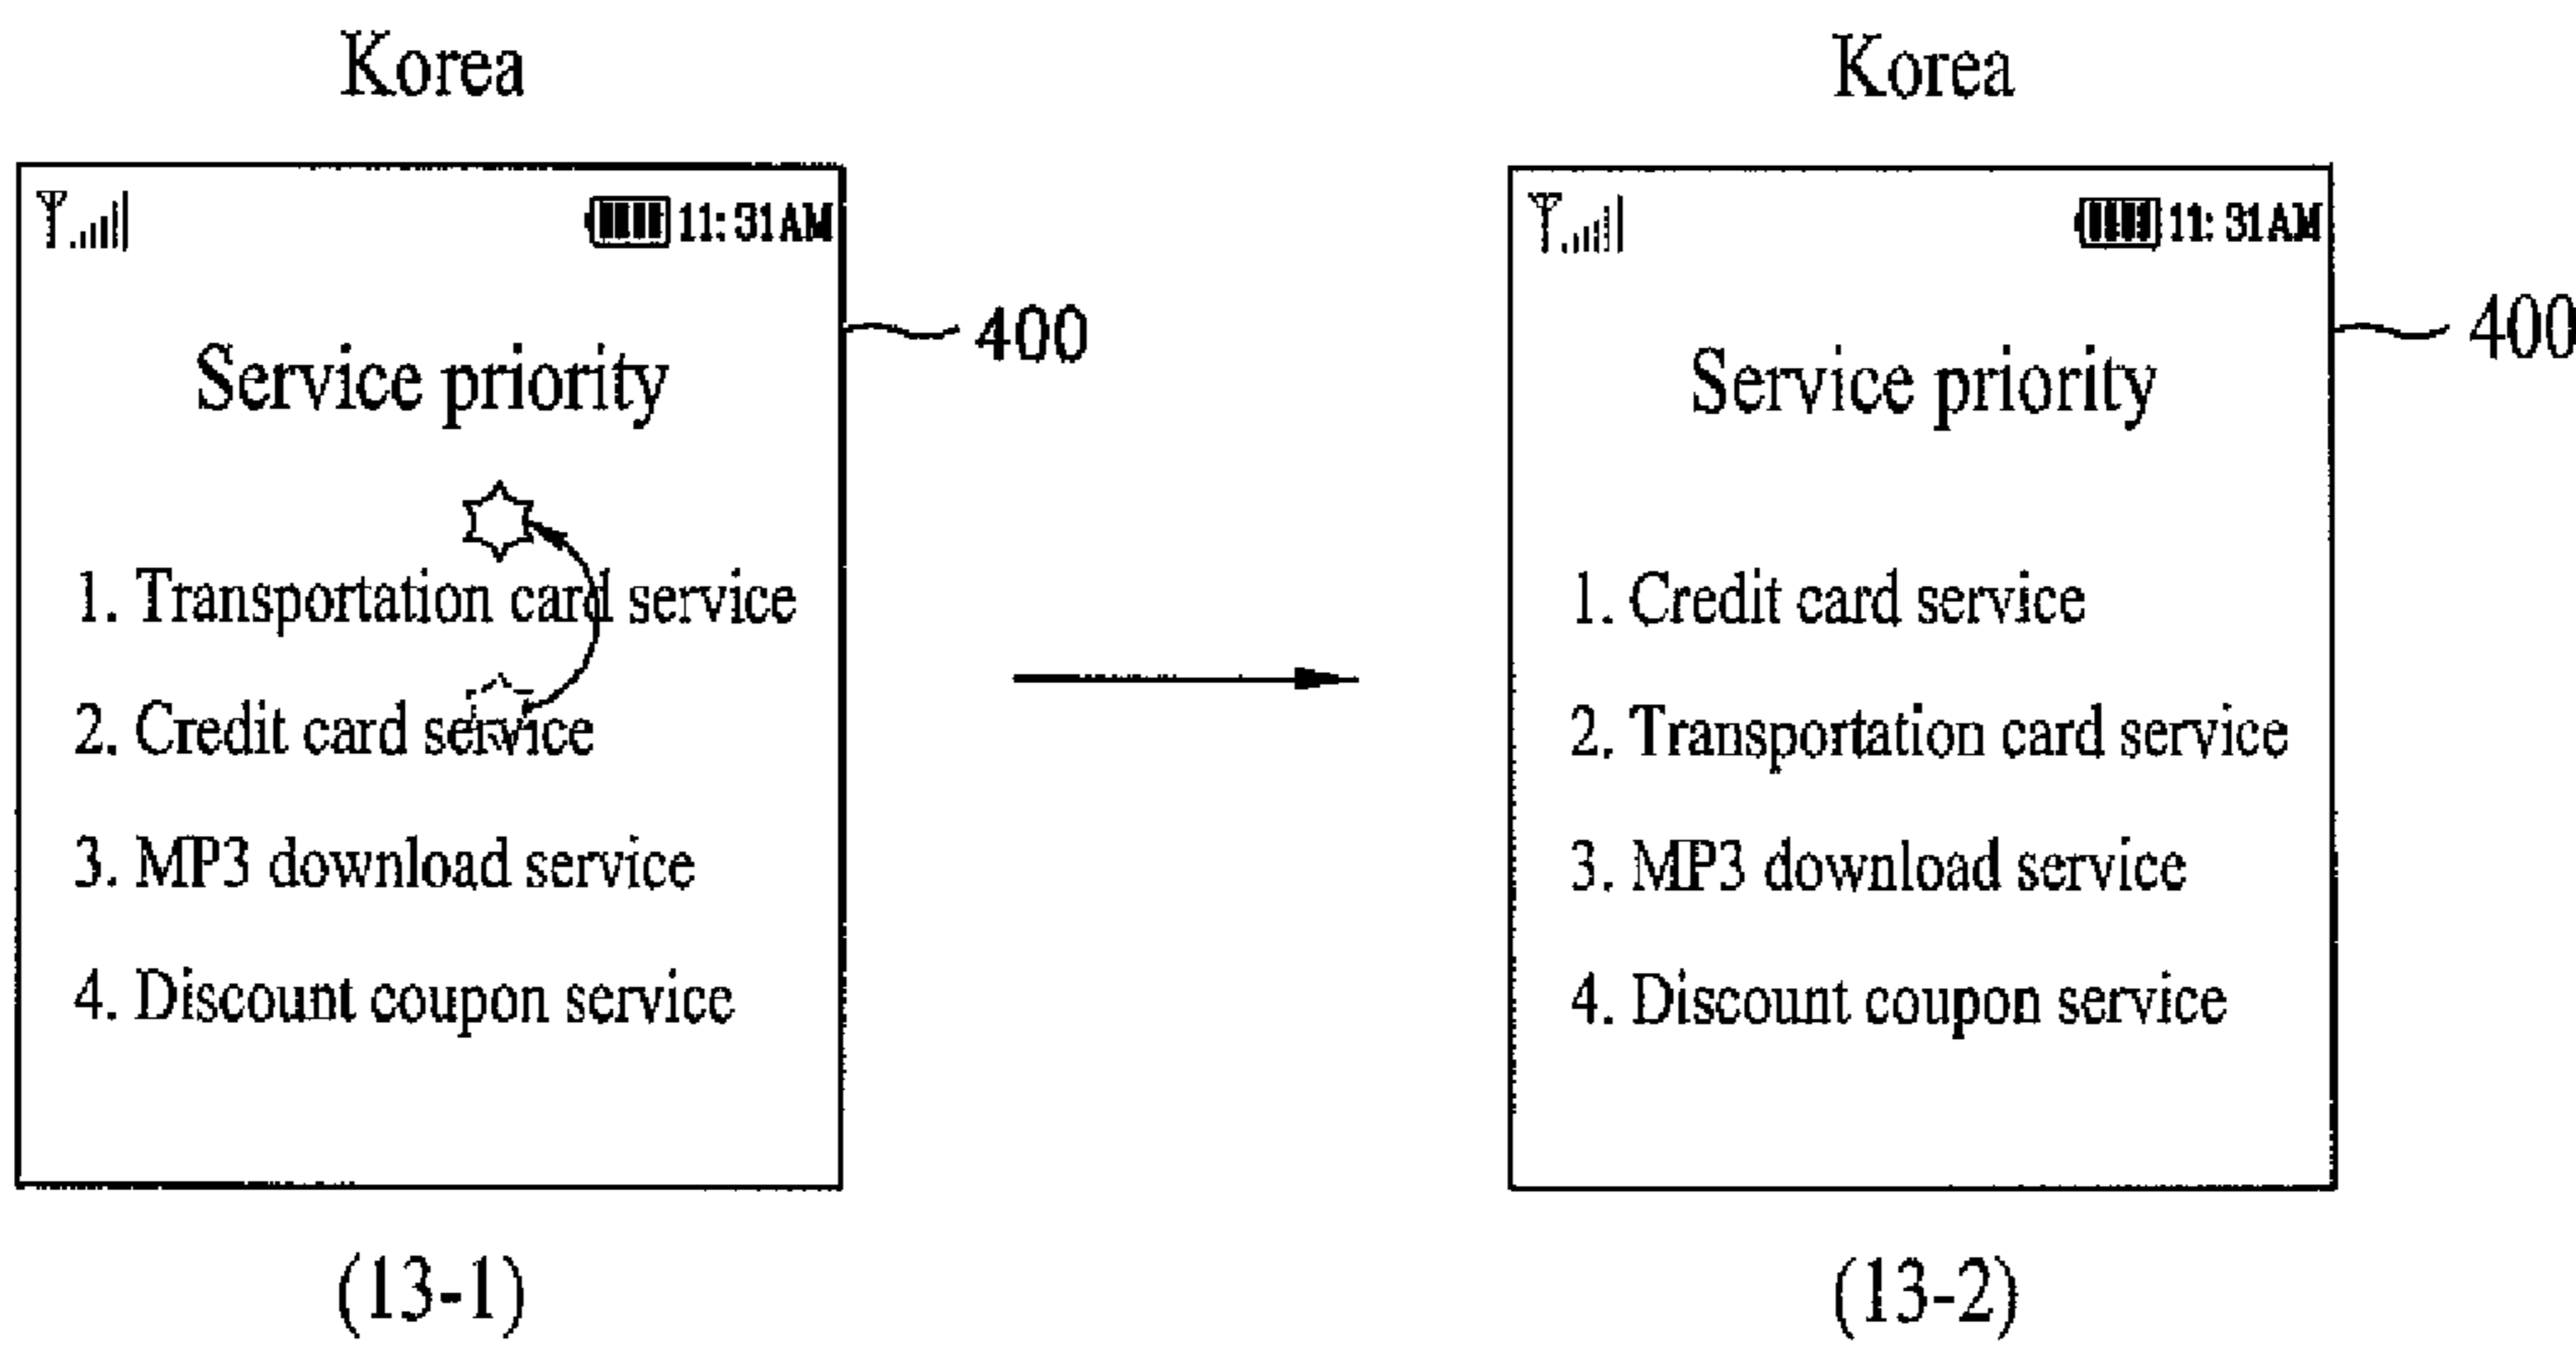 Korea
11:31AM
400
Service priority
1. Transportation card service
2. Credit card service
3. MP3 download service
4. Discount coupon service
(13-1)
Korea
11:31AM
400
Service priority
1. Credit card service
2. Transportation card service
3. MP3 download service
4. Discount coupon service
(13-2)